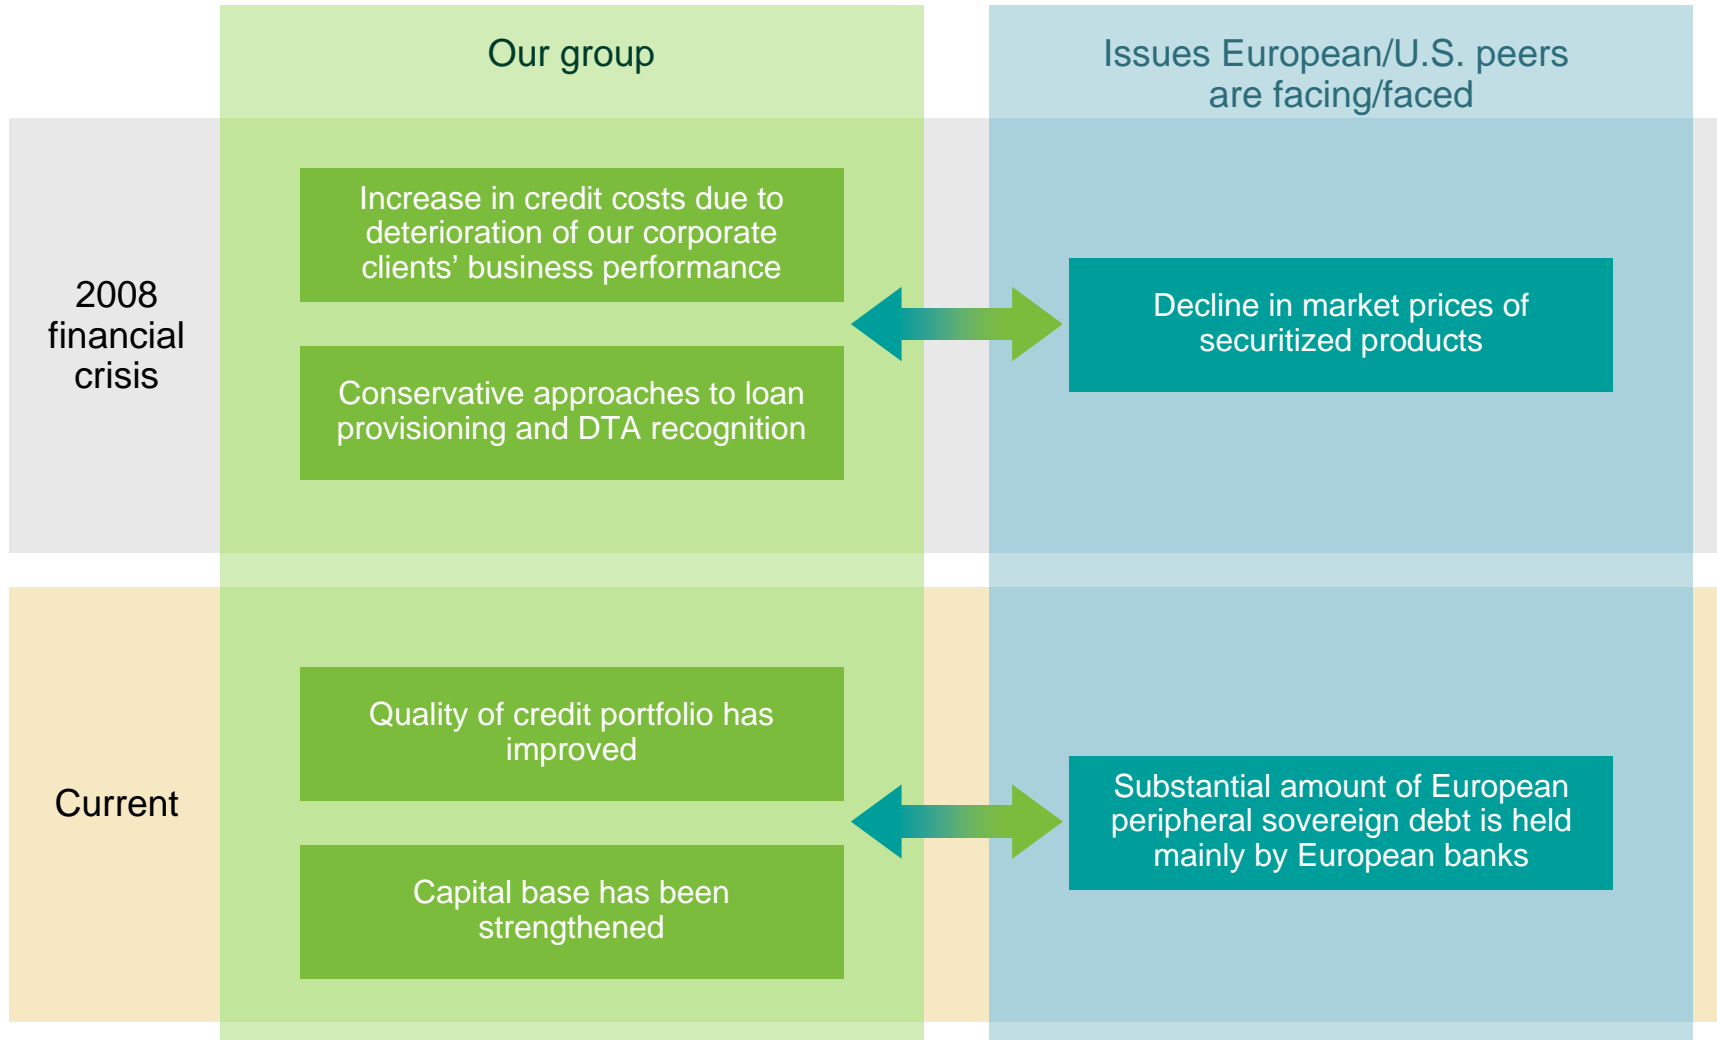 Our group
Issues European/U.S. peers
are facing/faced
2008
financial
crisis
Increase in credit costs due to
deterioration of our corporate
clients’ business performance
Conservative approaches to loan
provisioning and DTA recognition
Decline in market prices of
securitized products
Current
Quality of credit portfolio has
improved
Capital base has been
strengthened
Substantial amount of European
peripheral sovereign debt is held
mainly by European banks